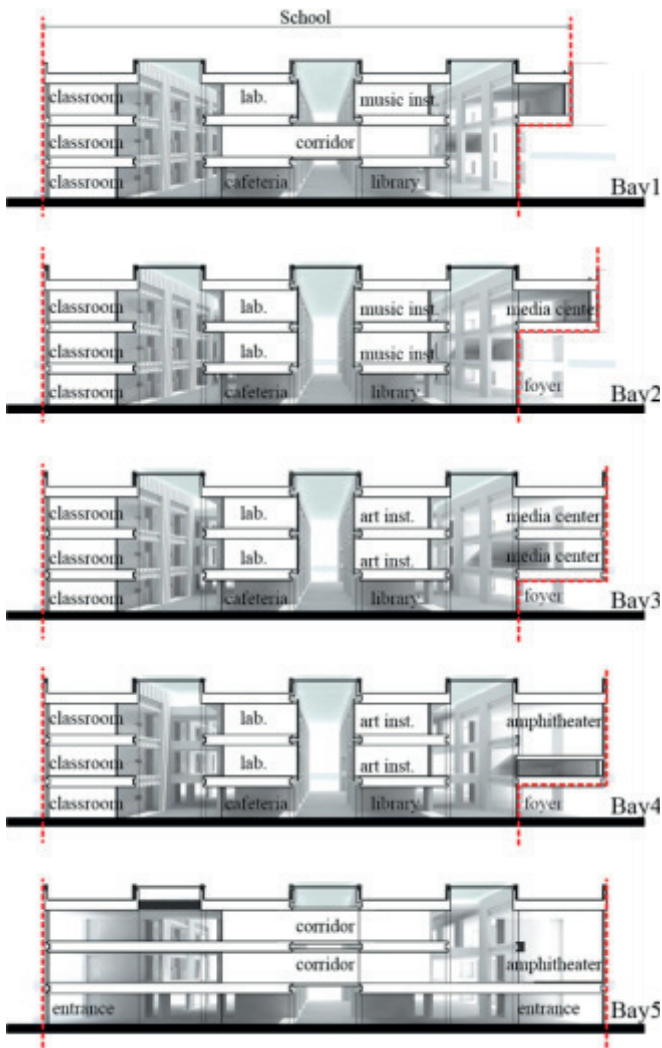 School
classroom lab. music inst.
classroom corridor
classroom cafeteria library
Bay1
classroom lab. music inst. media center
classroom lab. music inst.
classroom cafeteria library foyer
Bay2
classroom lab. art inst. media center
classroom lab. art inst. media center
classroom cafeteria library foyer
Bay3
classroom lab. art inst. amphitheater
classroom lab. art inst.
classroom cafeteria library foyer
Bay4
corridor
corridor amphitheater
entrance entrance
Bay5